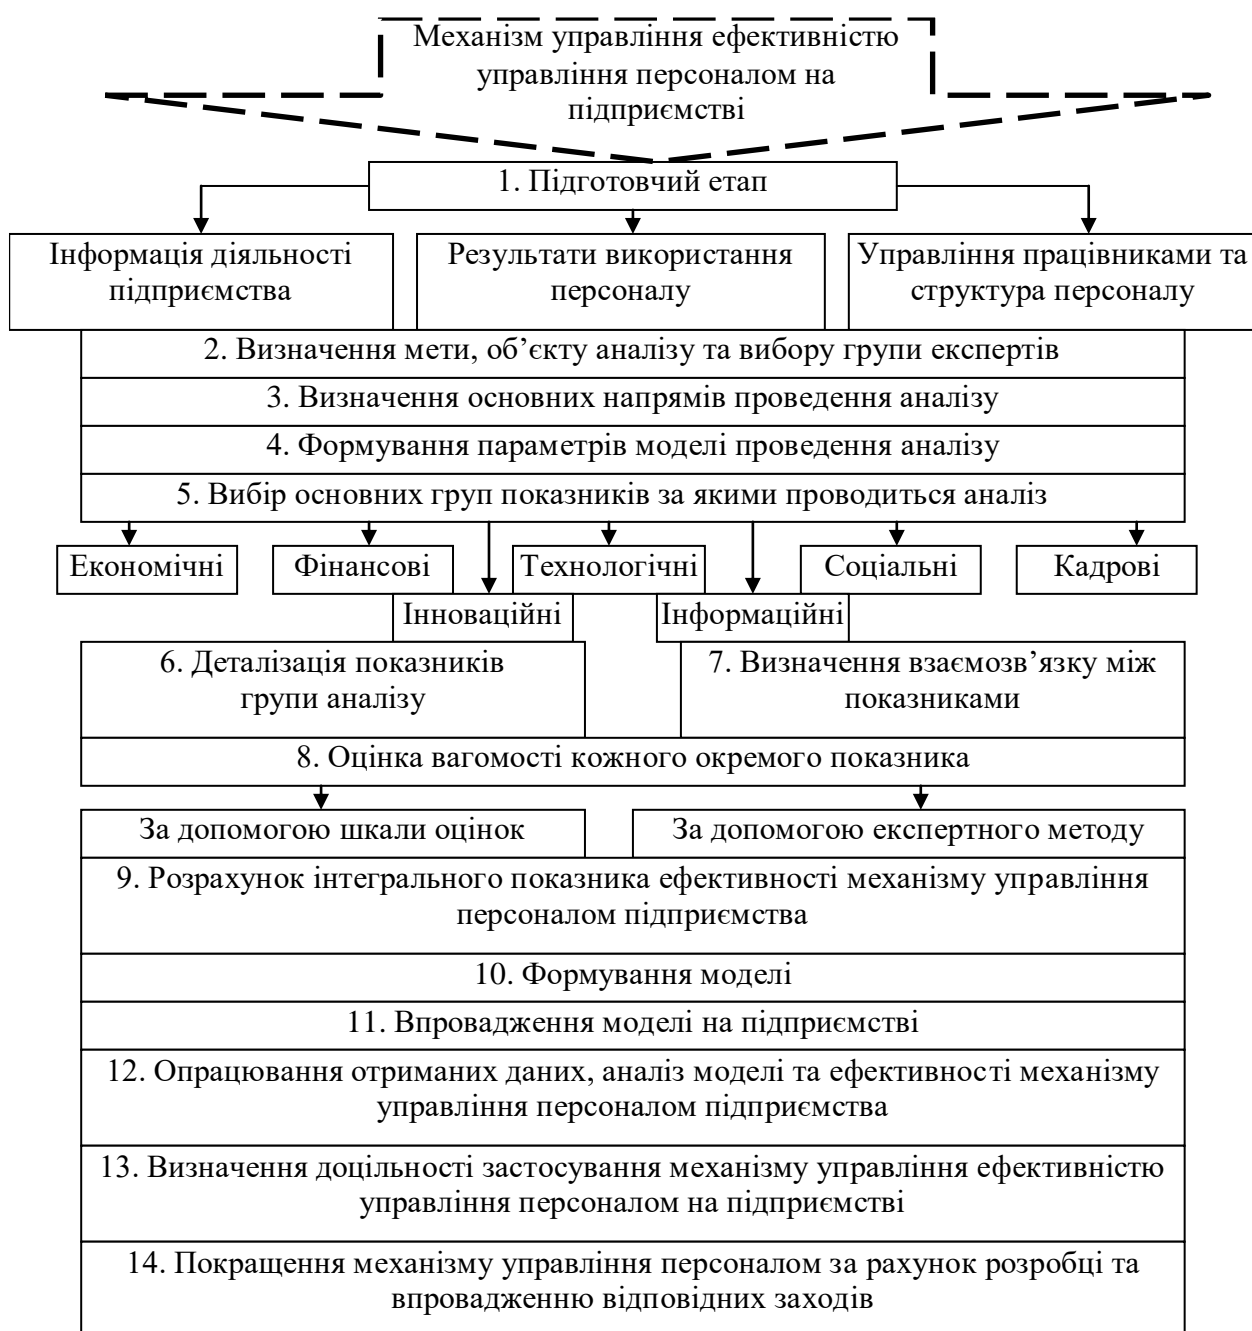 Механізм управління ефективністю
управління персоналом на
підприємстві
1. Підготовчий етап
Інформація діяльності
підприємства
Результати використання
персоналу
Управління працівниками та
структура персоналу
2. Визначення мети, об’єкту аналізу та вибору групи експертів
3. Визначення основних напрямів проведення аналізу
4. Формування параметрів моделі проведення аналізу
5. Вибір основних груп показників за якими проводиться аналіз
Економічні
Фінансові
Технологічні
Соціальні
Кадрові
Інноваційні
Інформаційні
6. Деталізація показників
групи аналізу
7. Визначення взаємозв’язку між
показниками
8. Оцінка вагомості кожного окремого показника
За допомогою шкали оцінок
За допомогою експертного методу
9. Розрахунок інтегрального показника ефективності механізму управління
персоналом підприємства
10. Формування моделі
11. Впровадження моделі на підприємстві
12. Опрацювання отриманих даних, аналіз моделі та ефективності механізму
управління персоналом підприємства
13. Визначення доцільності застосування механізму управління ефективністю
управління персоналом на підприємстві
14. Покращення механізму управління персоналом за рахунок розробці та
впровадженню відповідних заходів